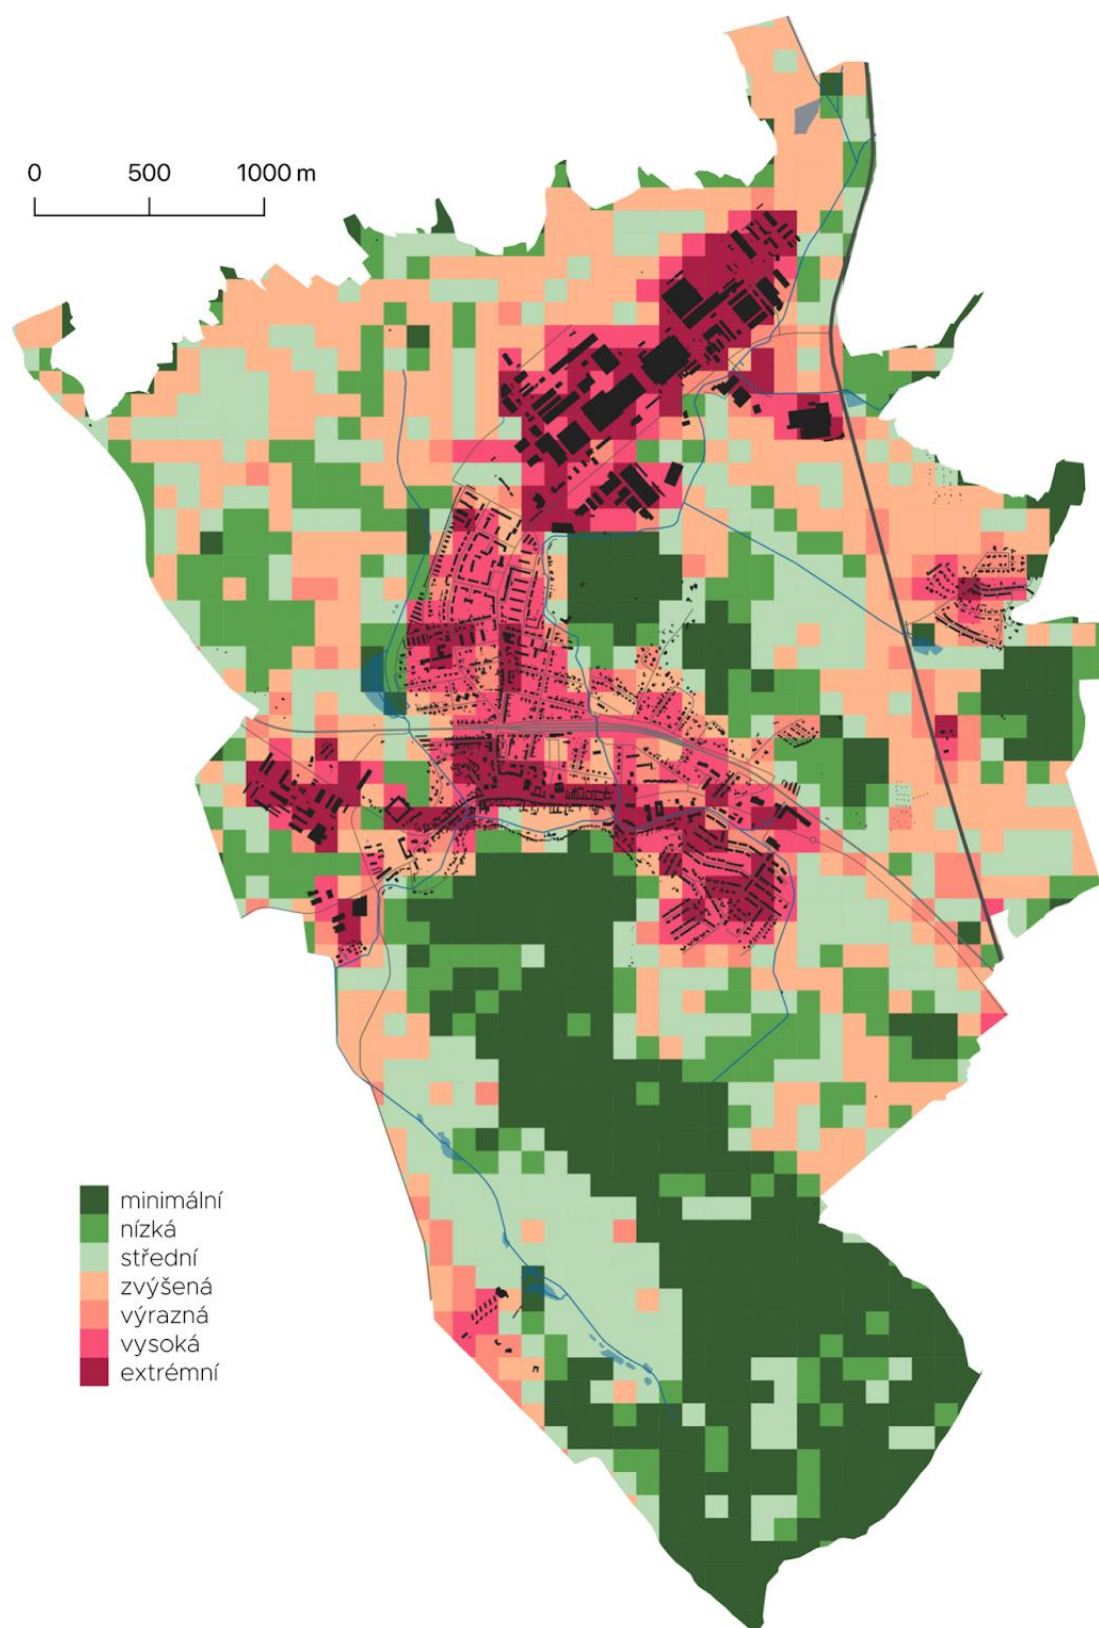 0 500 1000 m
minimální
nízká
střední
zvýšená
výrazná
vysoká
extrémní